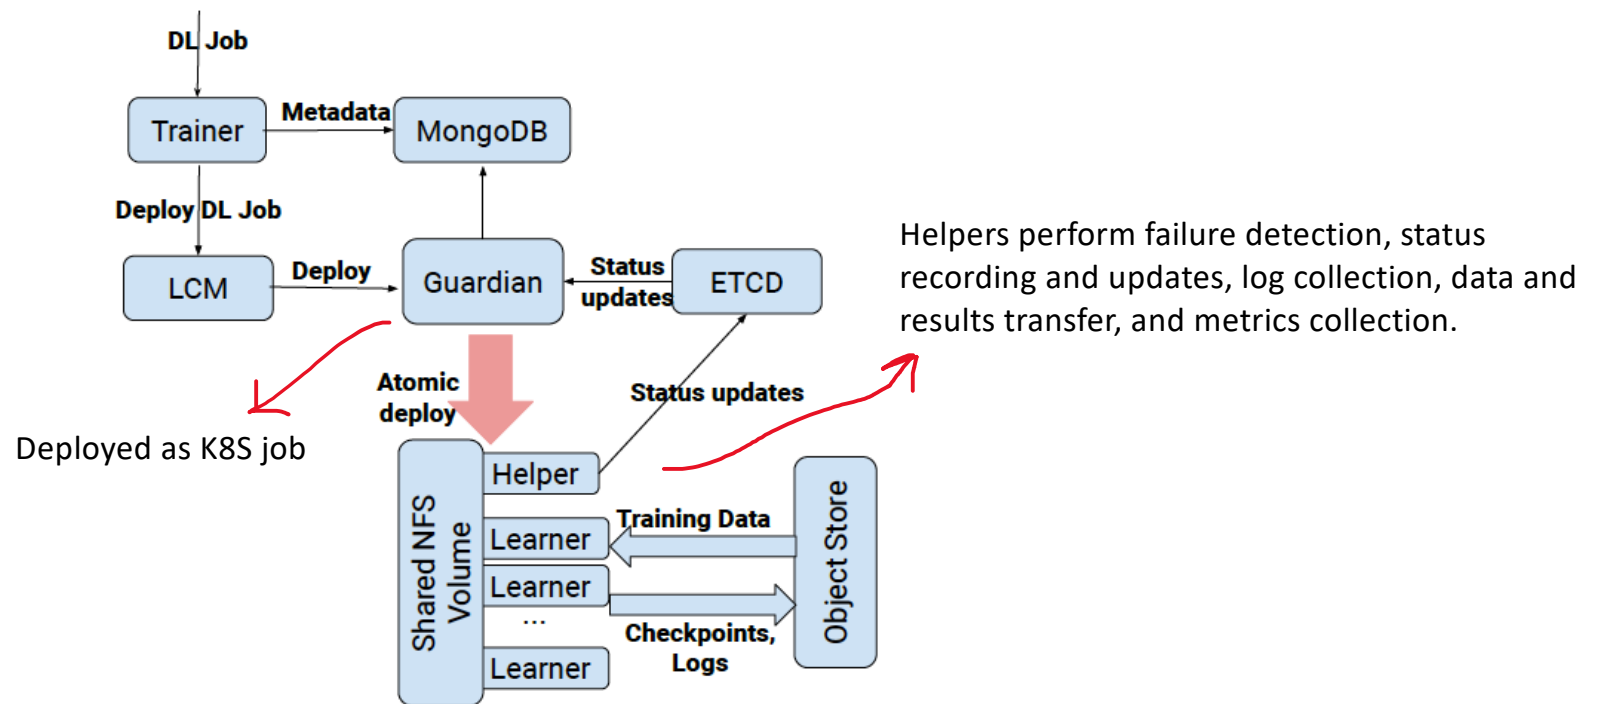 DL Job
Trainer
Metadata
MongoDB
Deploy DL Job
LCM
Deploy
Guardian
Status
updates
ETCD
Helpers perform failure detection, status
recording and updates, log collection, data and
results transfer, and metrics collection.
Atomic
deploy
Status updates
Deployed as K8S job
Shared NFS
Volume
Helper
Learner
Learner
...
Learner
Training Data
Checkpoints,
Logs
Object Store